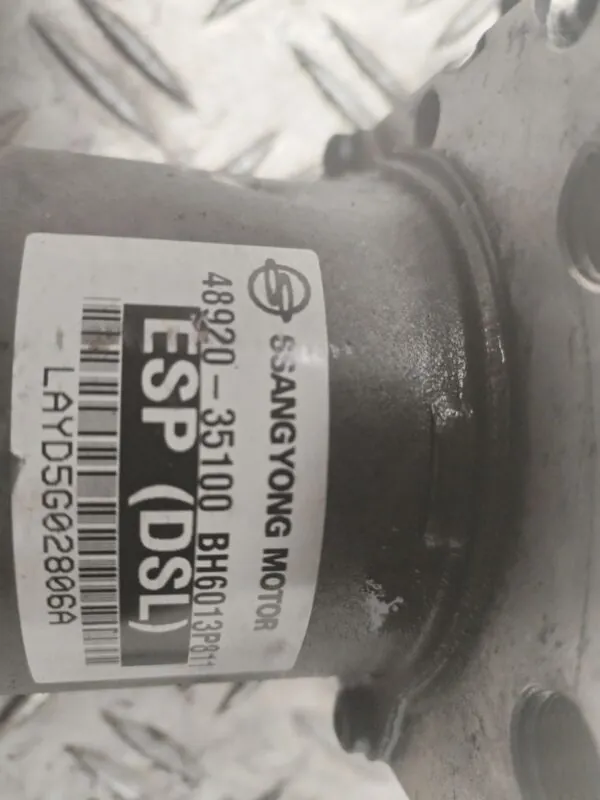 SSANGYONG MOTOR
48920-35100 BH6013P811
ESP (DSL)
LAYD5G02806A